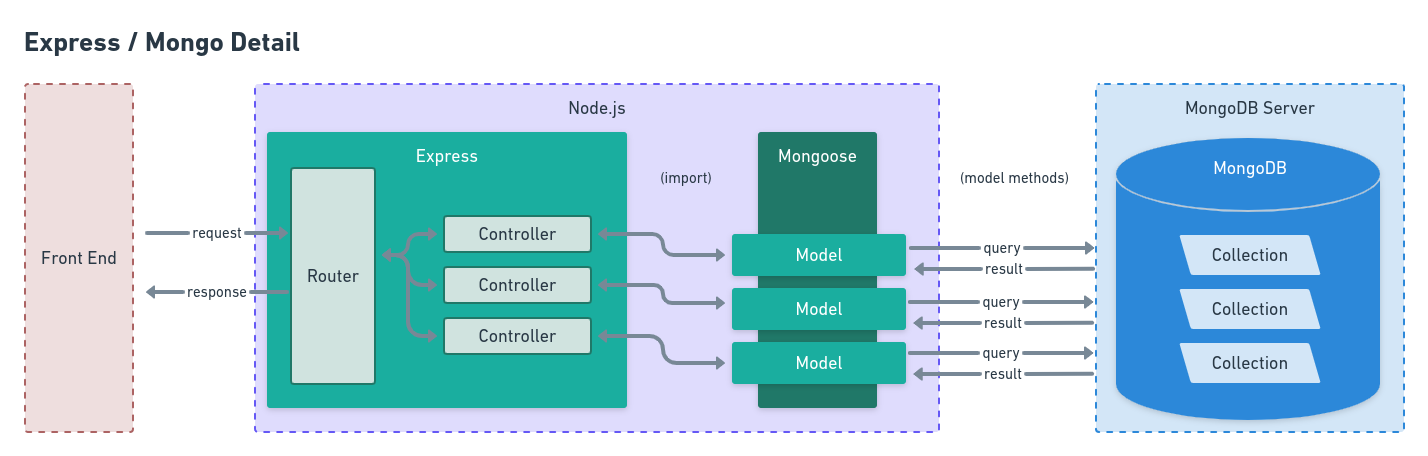 Express / Mongo Detail
Front End
request
response
Node.js
Express
Router
Controller
Controller
Controller
(import)
Mongoose
Model
Model
Model
(model methods)
query
result
query
result
query
result
MongoDB Server
MongoDB
Collection
Collection
Collection